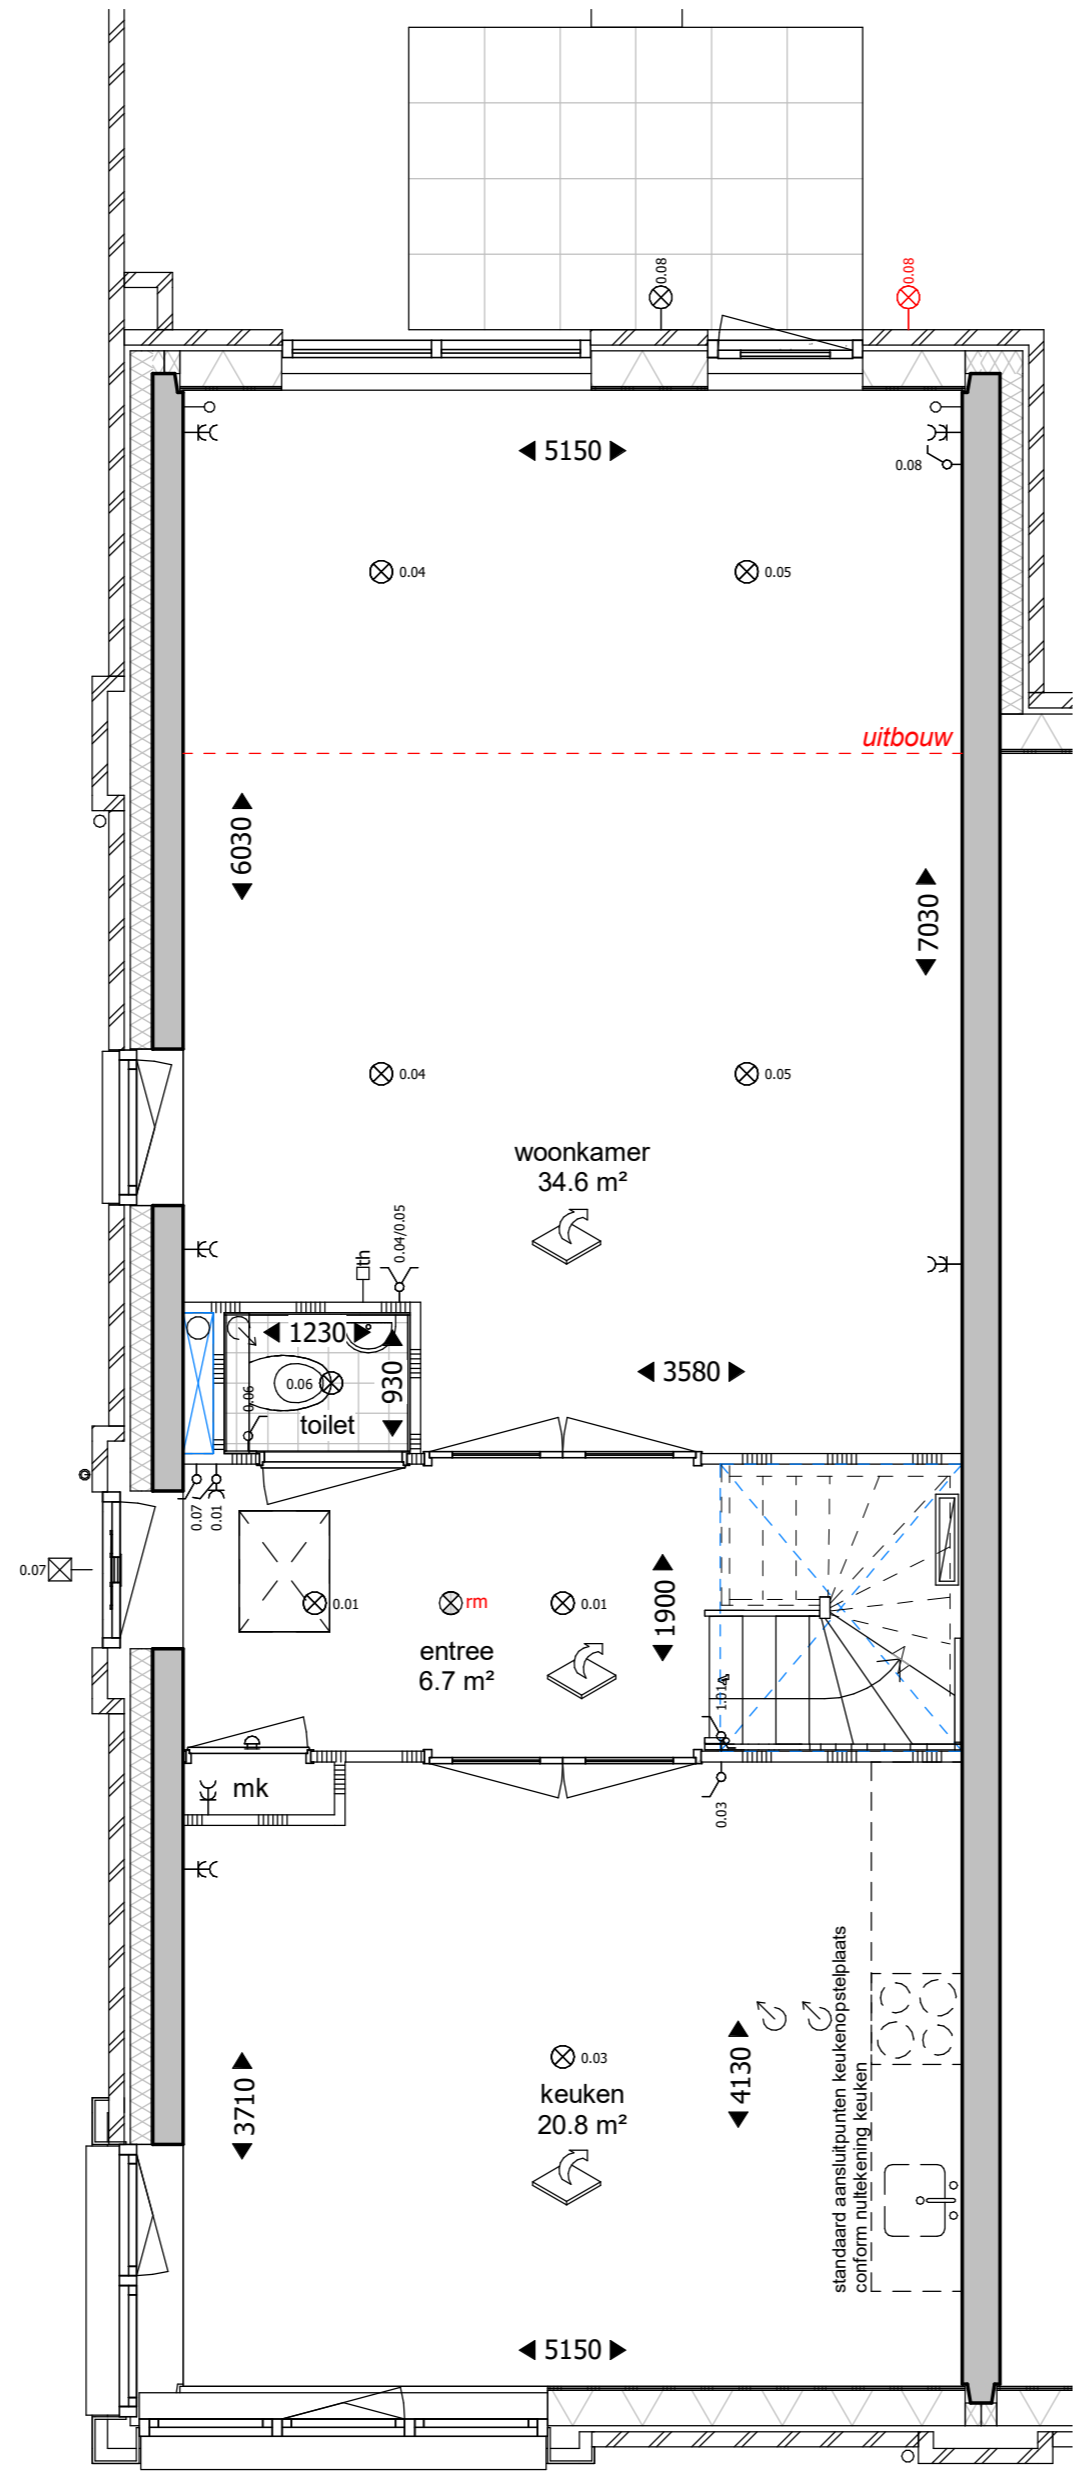 0.08
0.08
5150
0.08
0.04
0.05
uitbouw
6030
7030
0.04
0.05
woonkamer
34.6 m²
th
0.04/0.05
1230
930
0.06
0.06
toilet
3580
0.07
0.01
0.07
0.01
rm
0.01
1900
entree
6.7 m²
1.01A
mk
0.03
standaard aansluitpunten keukenopstelplaats
conform nultekening keuken
0.03
keuken
20.8 m²
3710
4130
5150